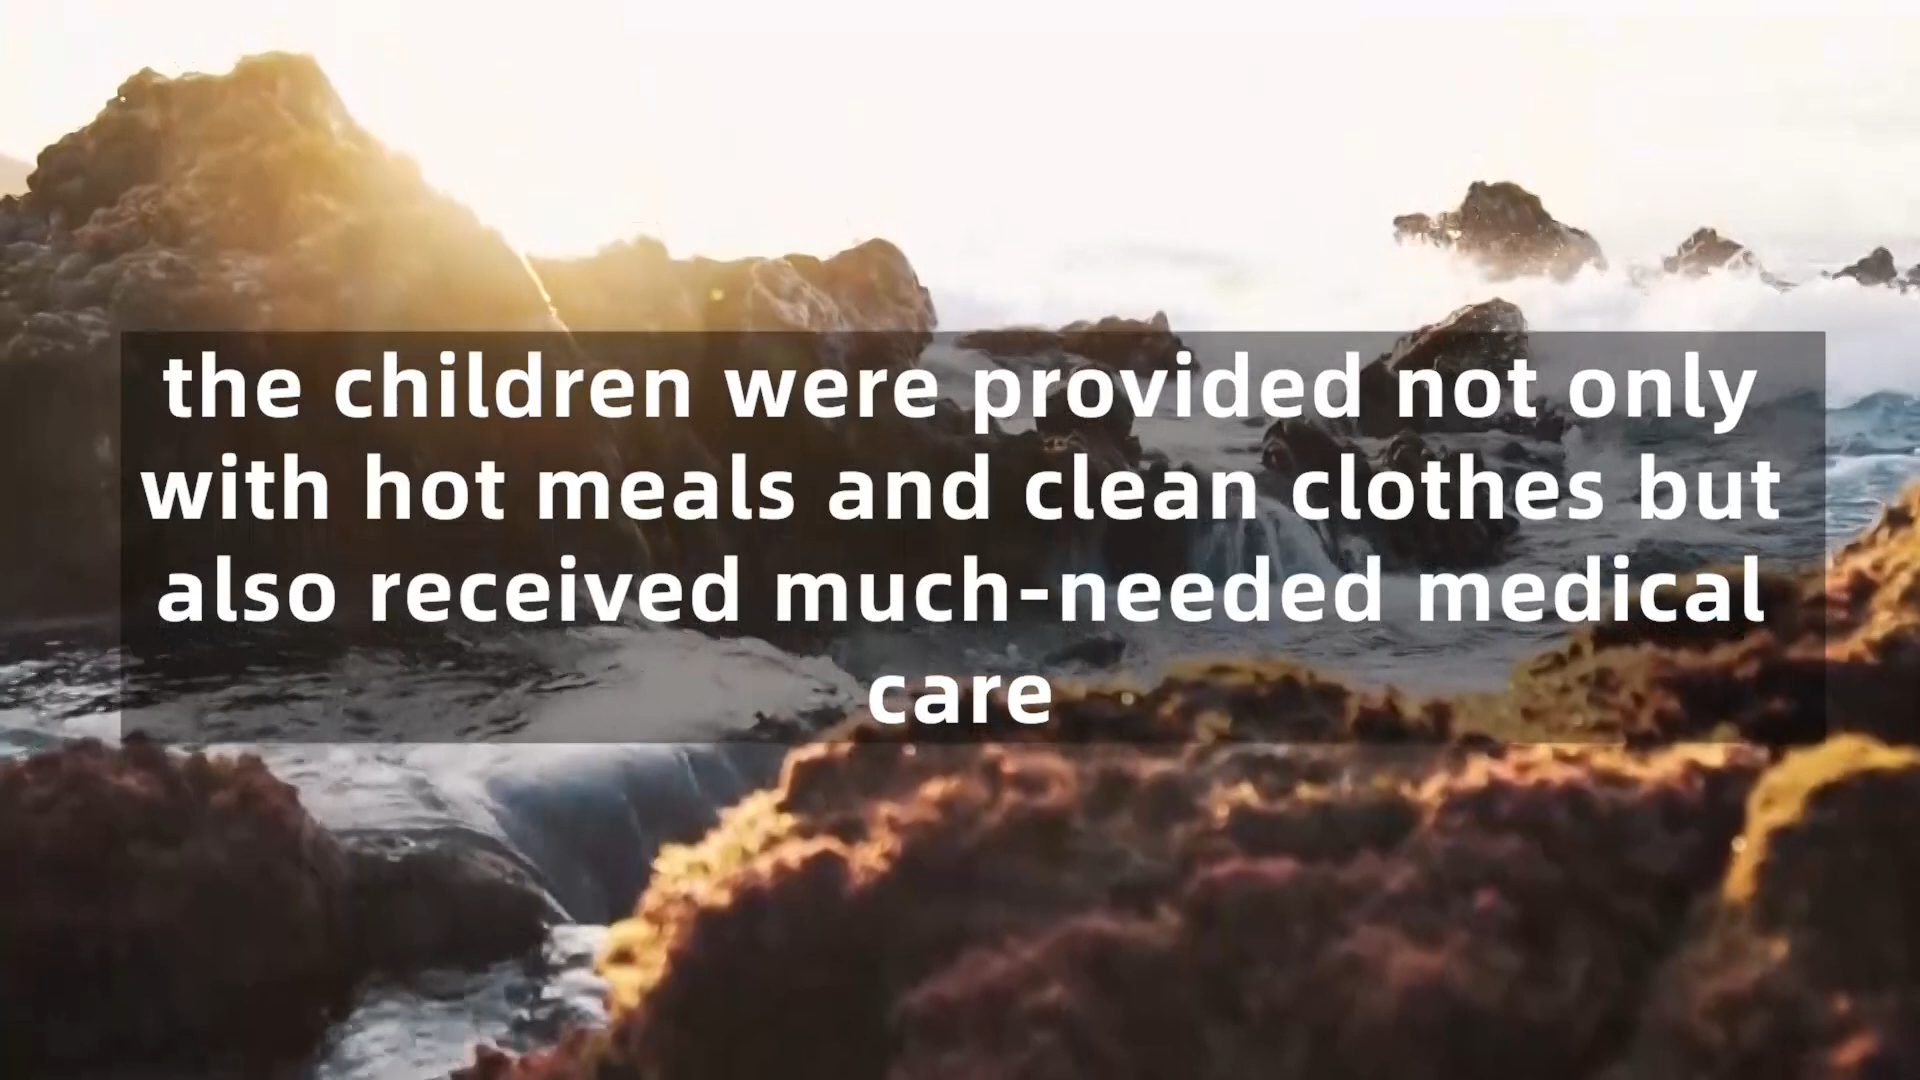 the children were provided not only
with hot meals and clean clothes but
also received much-needed medical
care